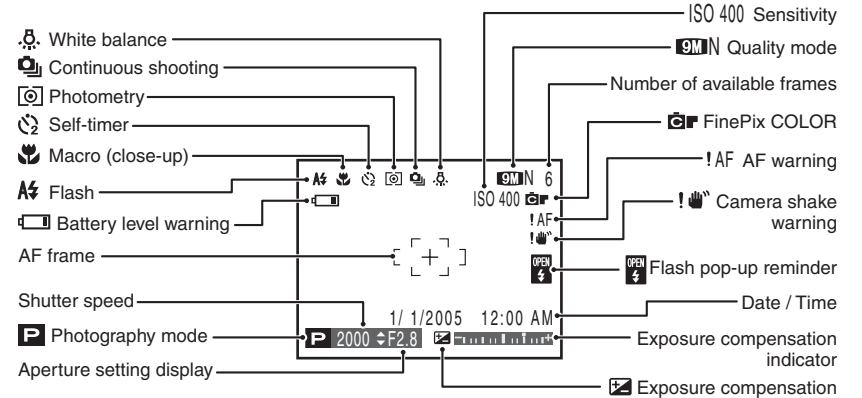 White balance
Continuous shooting
Photometry
Self-timer
Macro (close-up)
Flash
Battery level warning
AF frame
Shutter speed
P Photography mode
Aperture setting display
9M N 6
ISO 400 C
! AF
!
OPEN
1/ 1/2005 12:00 AM
P 2000 F2.8
ISO 400 Sensitivity
9M N Quality mode
Number of available frames
C FinePix COLOR
! AF AF warning
! Camera shake
warning
OPEN Flash pop-up reminder
Date / Time
Exposure compensation
indicator
Exposure compensation